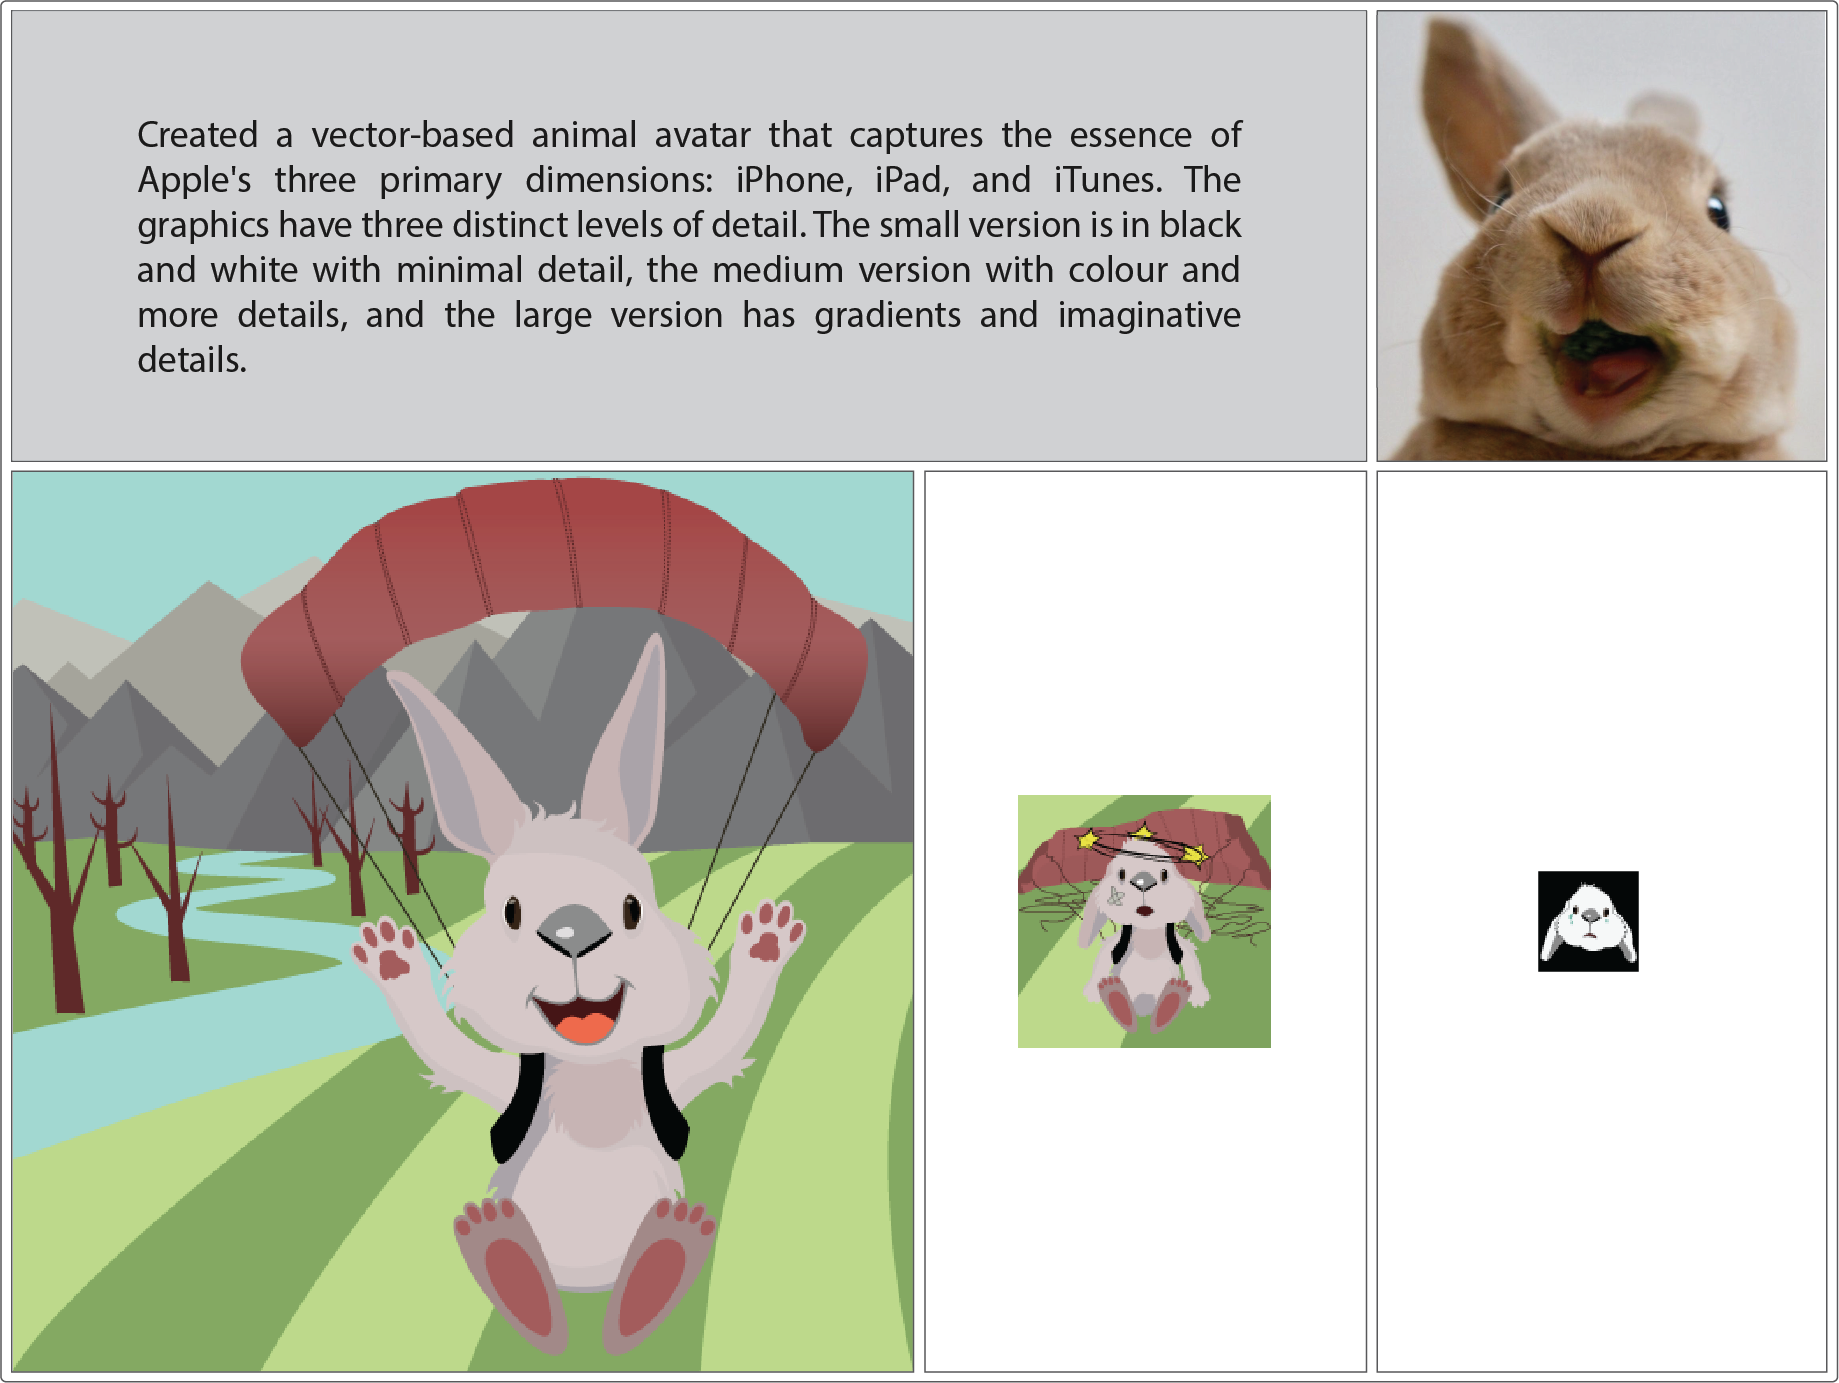 Created a vector-based animal avatar that captures the essence of
Apple's three primary dimensions: iPhone, iPad, and iTunes. The
graphics have three distinct levels of detail. The small version is in black
and white with minimal detail, the medium version with colour and
more details, and the large version has gradients and imaginative
details.